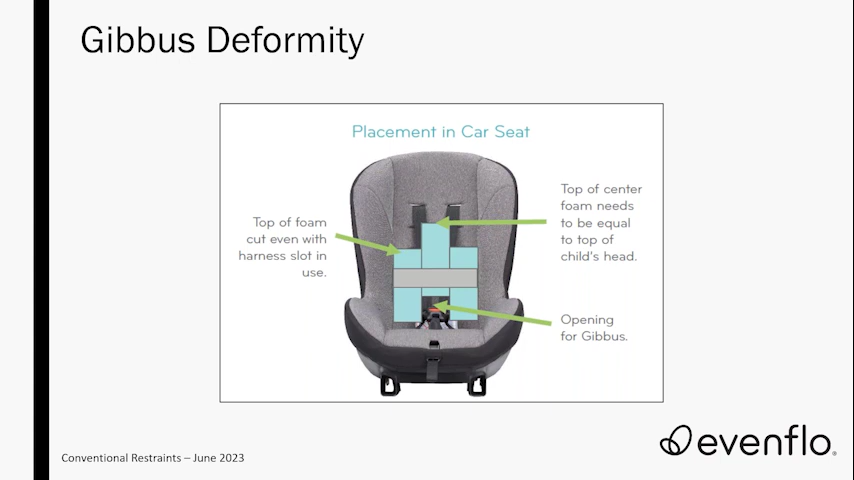 Gibbus Deformity
Placement in Car Seat
Top of foam
cut even with
harness slot in
use.
Top of center
foam needs
to be equal
to top of
child's head.
Opening
for Gibbus.
Conventional Restraints – June 2023
evenflo®